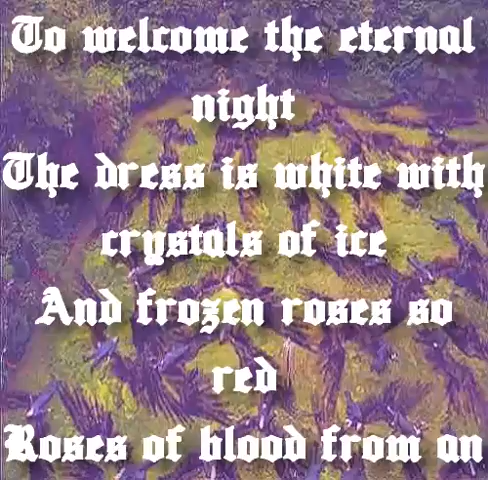 To welcome the eternal
night
The dress is white with
crystals of ice
And frozen roses so
red
Roses of blood from an